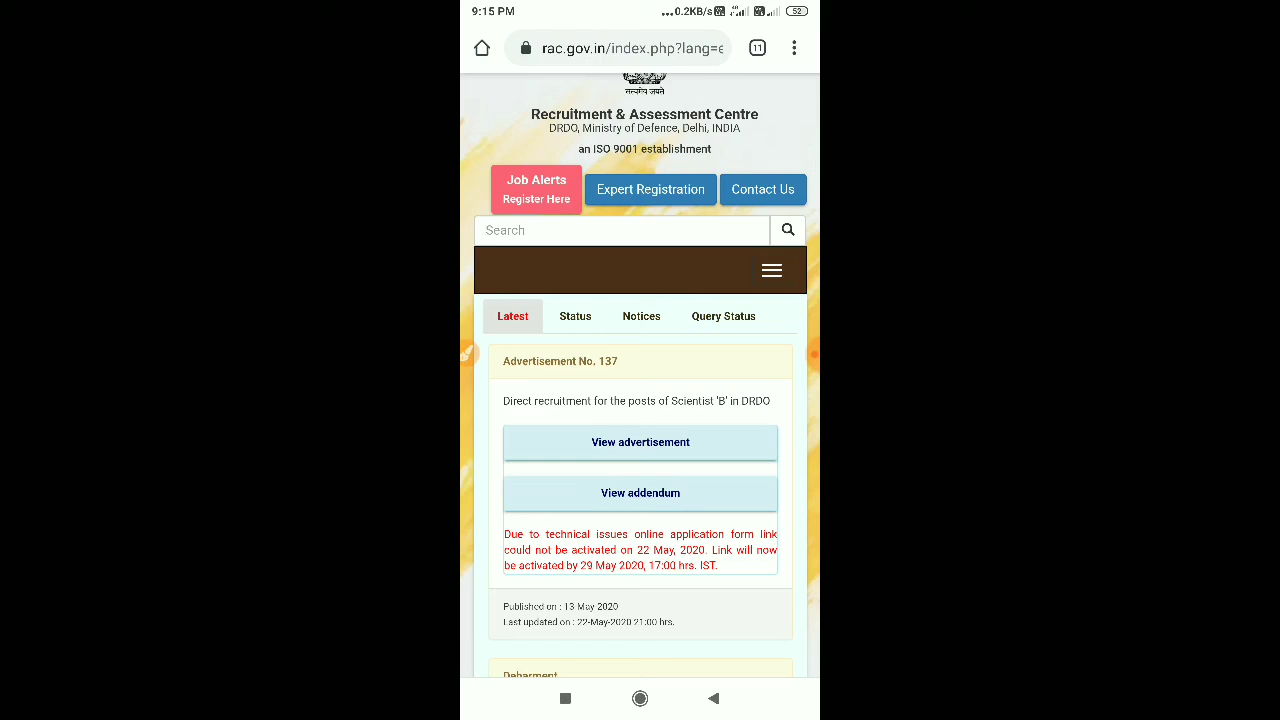 9:15 PM
...0.2KB/s
4G
52
rac.gov.in/index.php?lang=e
11
सत्यमेव जयते
Recruitment & Assessment Centre
DRDO, Ministry of Defence, Delhi, INDIA
an ISO 9001 establishment
Job Alerts
Register Here
Expert Registration
Contact Us
Search
Latest
Status
Notices
Query Status
Advertisement No. 137
Direct recruitment for the posts of Scientist 'B' in DRDO
View advertisement
View addendum
Due to technical issues online application form link
could not be activated on 22 May, 2020. Link will now
be activated by 29 May 2020, 17:00 hrs. IST.
Published on : 13 May 2020
Last updated on : 22-May-2020 21:00 hrs.
Debarment